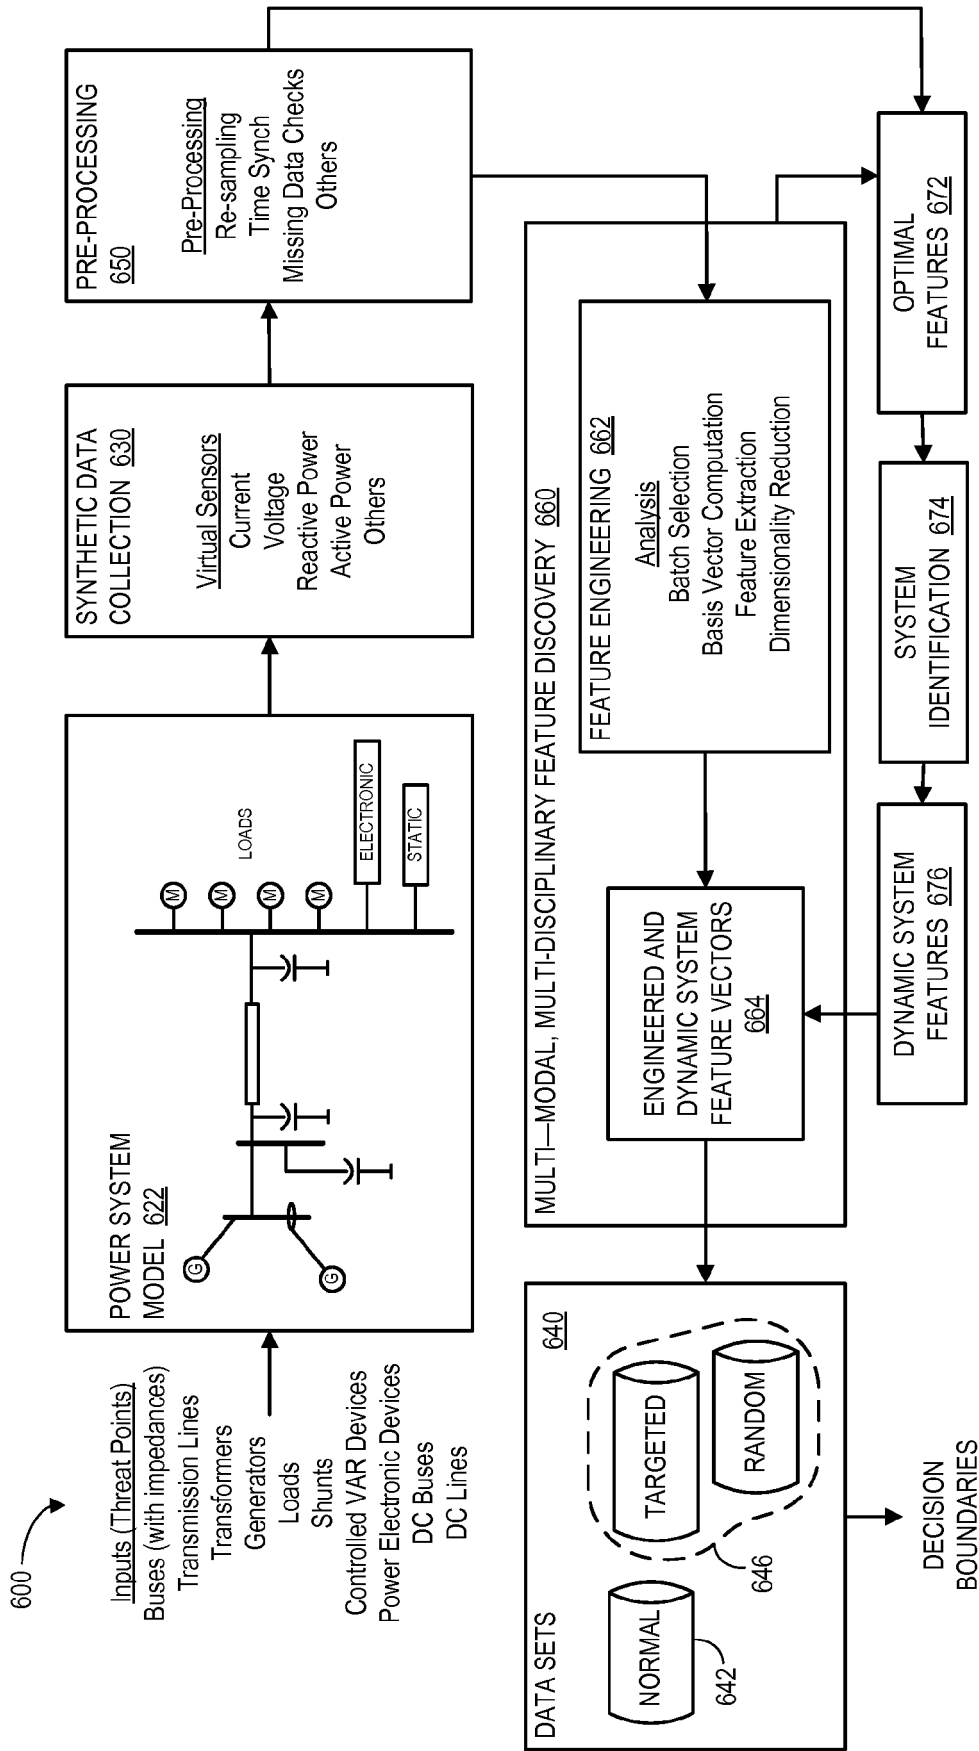 600
Inputs (Threat Points)
Buses (with impedances)
Transmission Lines
Transformers
Generators
Loads
Shunts
Controlled VAR Devices
Power Electronic Devices
DC Buses
DC Lines
POWER SYSTEM
MODEL 622
G
G
M
M
M
M
LOADS
ELECTRONIC
STATIC
SYNTHETIC DATA
COLLECTION 630
Virtual Sensors
Current
Voltage
Reactive Power
Active Power
Others
PRE-PROCESSING
650
Pre-Processing
Re-sampling
Time Synch
Missing Data Checks
Others
DATA SETS
640
NORMAL
642
TARGETED
RANDOM
646
DECISION
BOUNDARIES
MULTI—MODAL, MULTI-DISCIPLINARY FEATURE DISCOVERY 660
ENGINEERED AND
DYNAMIC SYSTEM
FEATURE VECTORS
664
FEATURE ENGINEERING 662
Analysis
Batch Selection
Basis Vector Computation
Feature Extraction
Dimensionality Reduction
DYNAMIC SYSTEM
FEATURES 676
SYSTEM
IDENTIFICATION 674
OPTIMAL
FEATURES 672